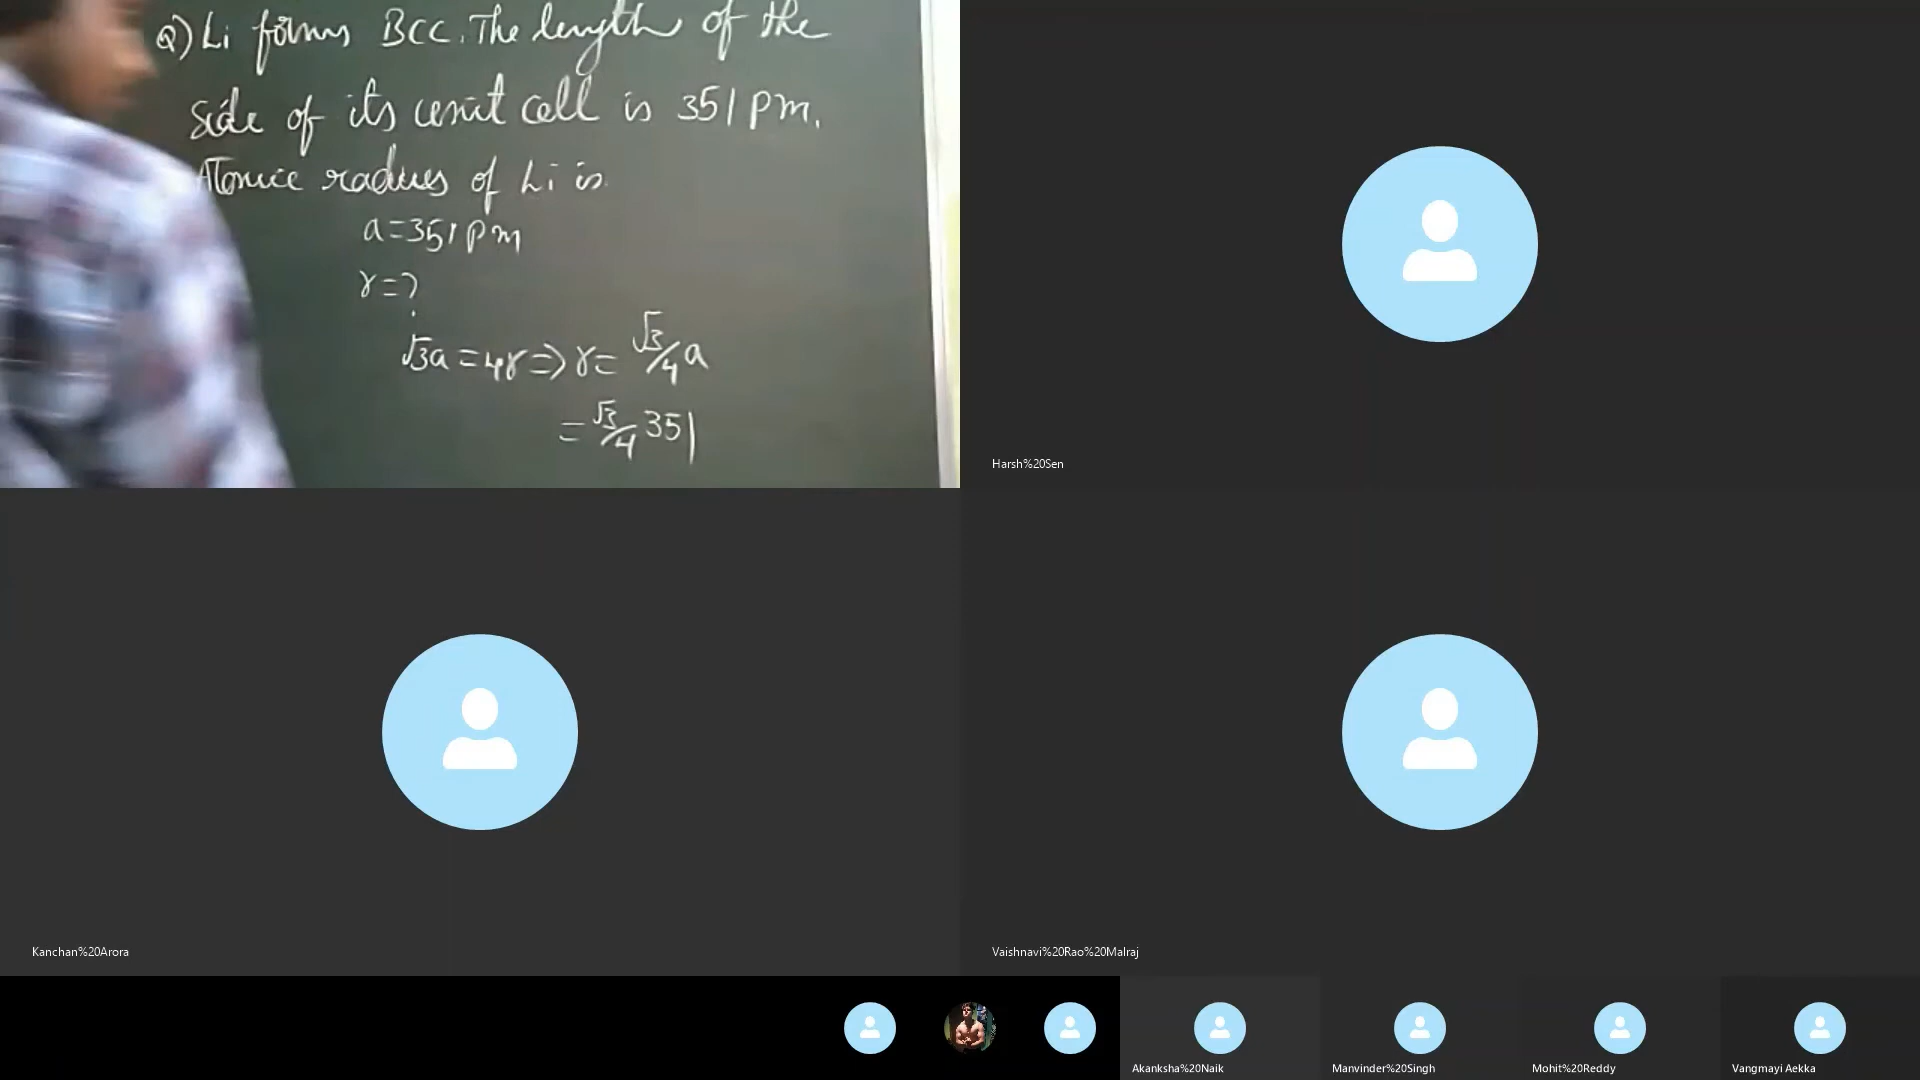 Q) Li forms BCC. The length of the
side of its unit cell is 351 pm.
Atomic radius of Li is
a=351 pm
r=?
√3a=4r⇒r=√3/4a
=√3/4 351
Harsh%20Sen
Kanchan%20Arora
Vaishnavi%20Rao%20Malraj
Akanksha%20Naik
Manvinder%20Singh
Mohit%20Reddy
Vangmayi Aekka